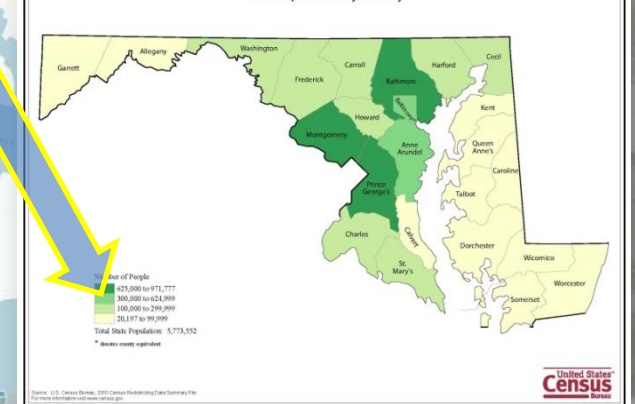 Washington
Allegany
Garrett
Carroll
Harford
Cecil
Baltimore
Frederick
Baltimore*
Kent
Howard
Montgomery
Anne
Arundel
Queen
Anne's
Caroline
Prince
George's
Talbot
Calvert
Charles
Dorchester
St.
Mary's
Wicomico
Worcester
Somerset
ber of People
625,000 to 971,777
300,000 to 624,999
100,000 to 299,999
20,197 to 99,999
Total State Population: 5,773,552
* denotes county equivalent
Source: U.S. Census Bureau, 2010 Census Redistricting Data Summary File
For more information visit www.census.gov
United States
Census
Bureau